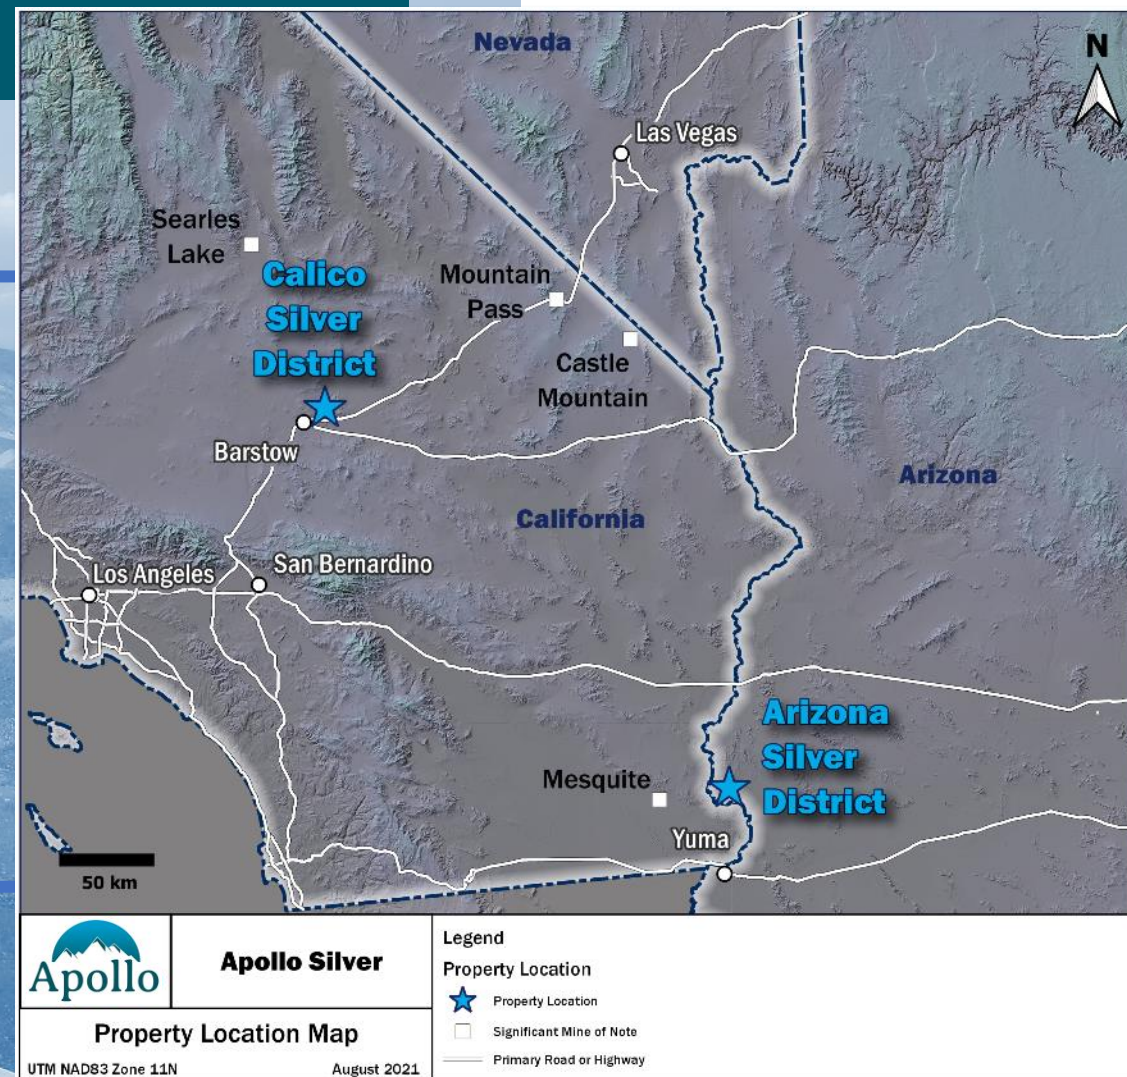 Nevada
N
Las Vegas
Searles
Lake
Calico
Silver
District
Mountain
Pass
Castle
Mountain
Barstow
Arizona
California
San Bernardino
Los Angeles
Arizona
Silver
District
Mesquite
Yuma
50 km
Apollo
Apollo Silver
Property Location Map
UTM NAD83 Zone 11N
August 2021
Legend
Property Location
Property Location
Significant Mine of Note
Primary Road or Highway